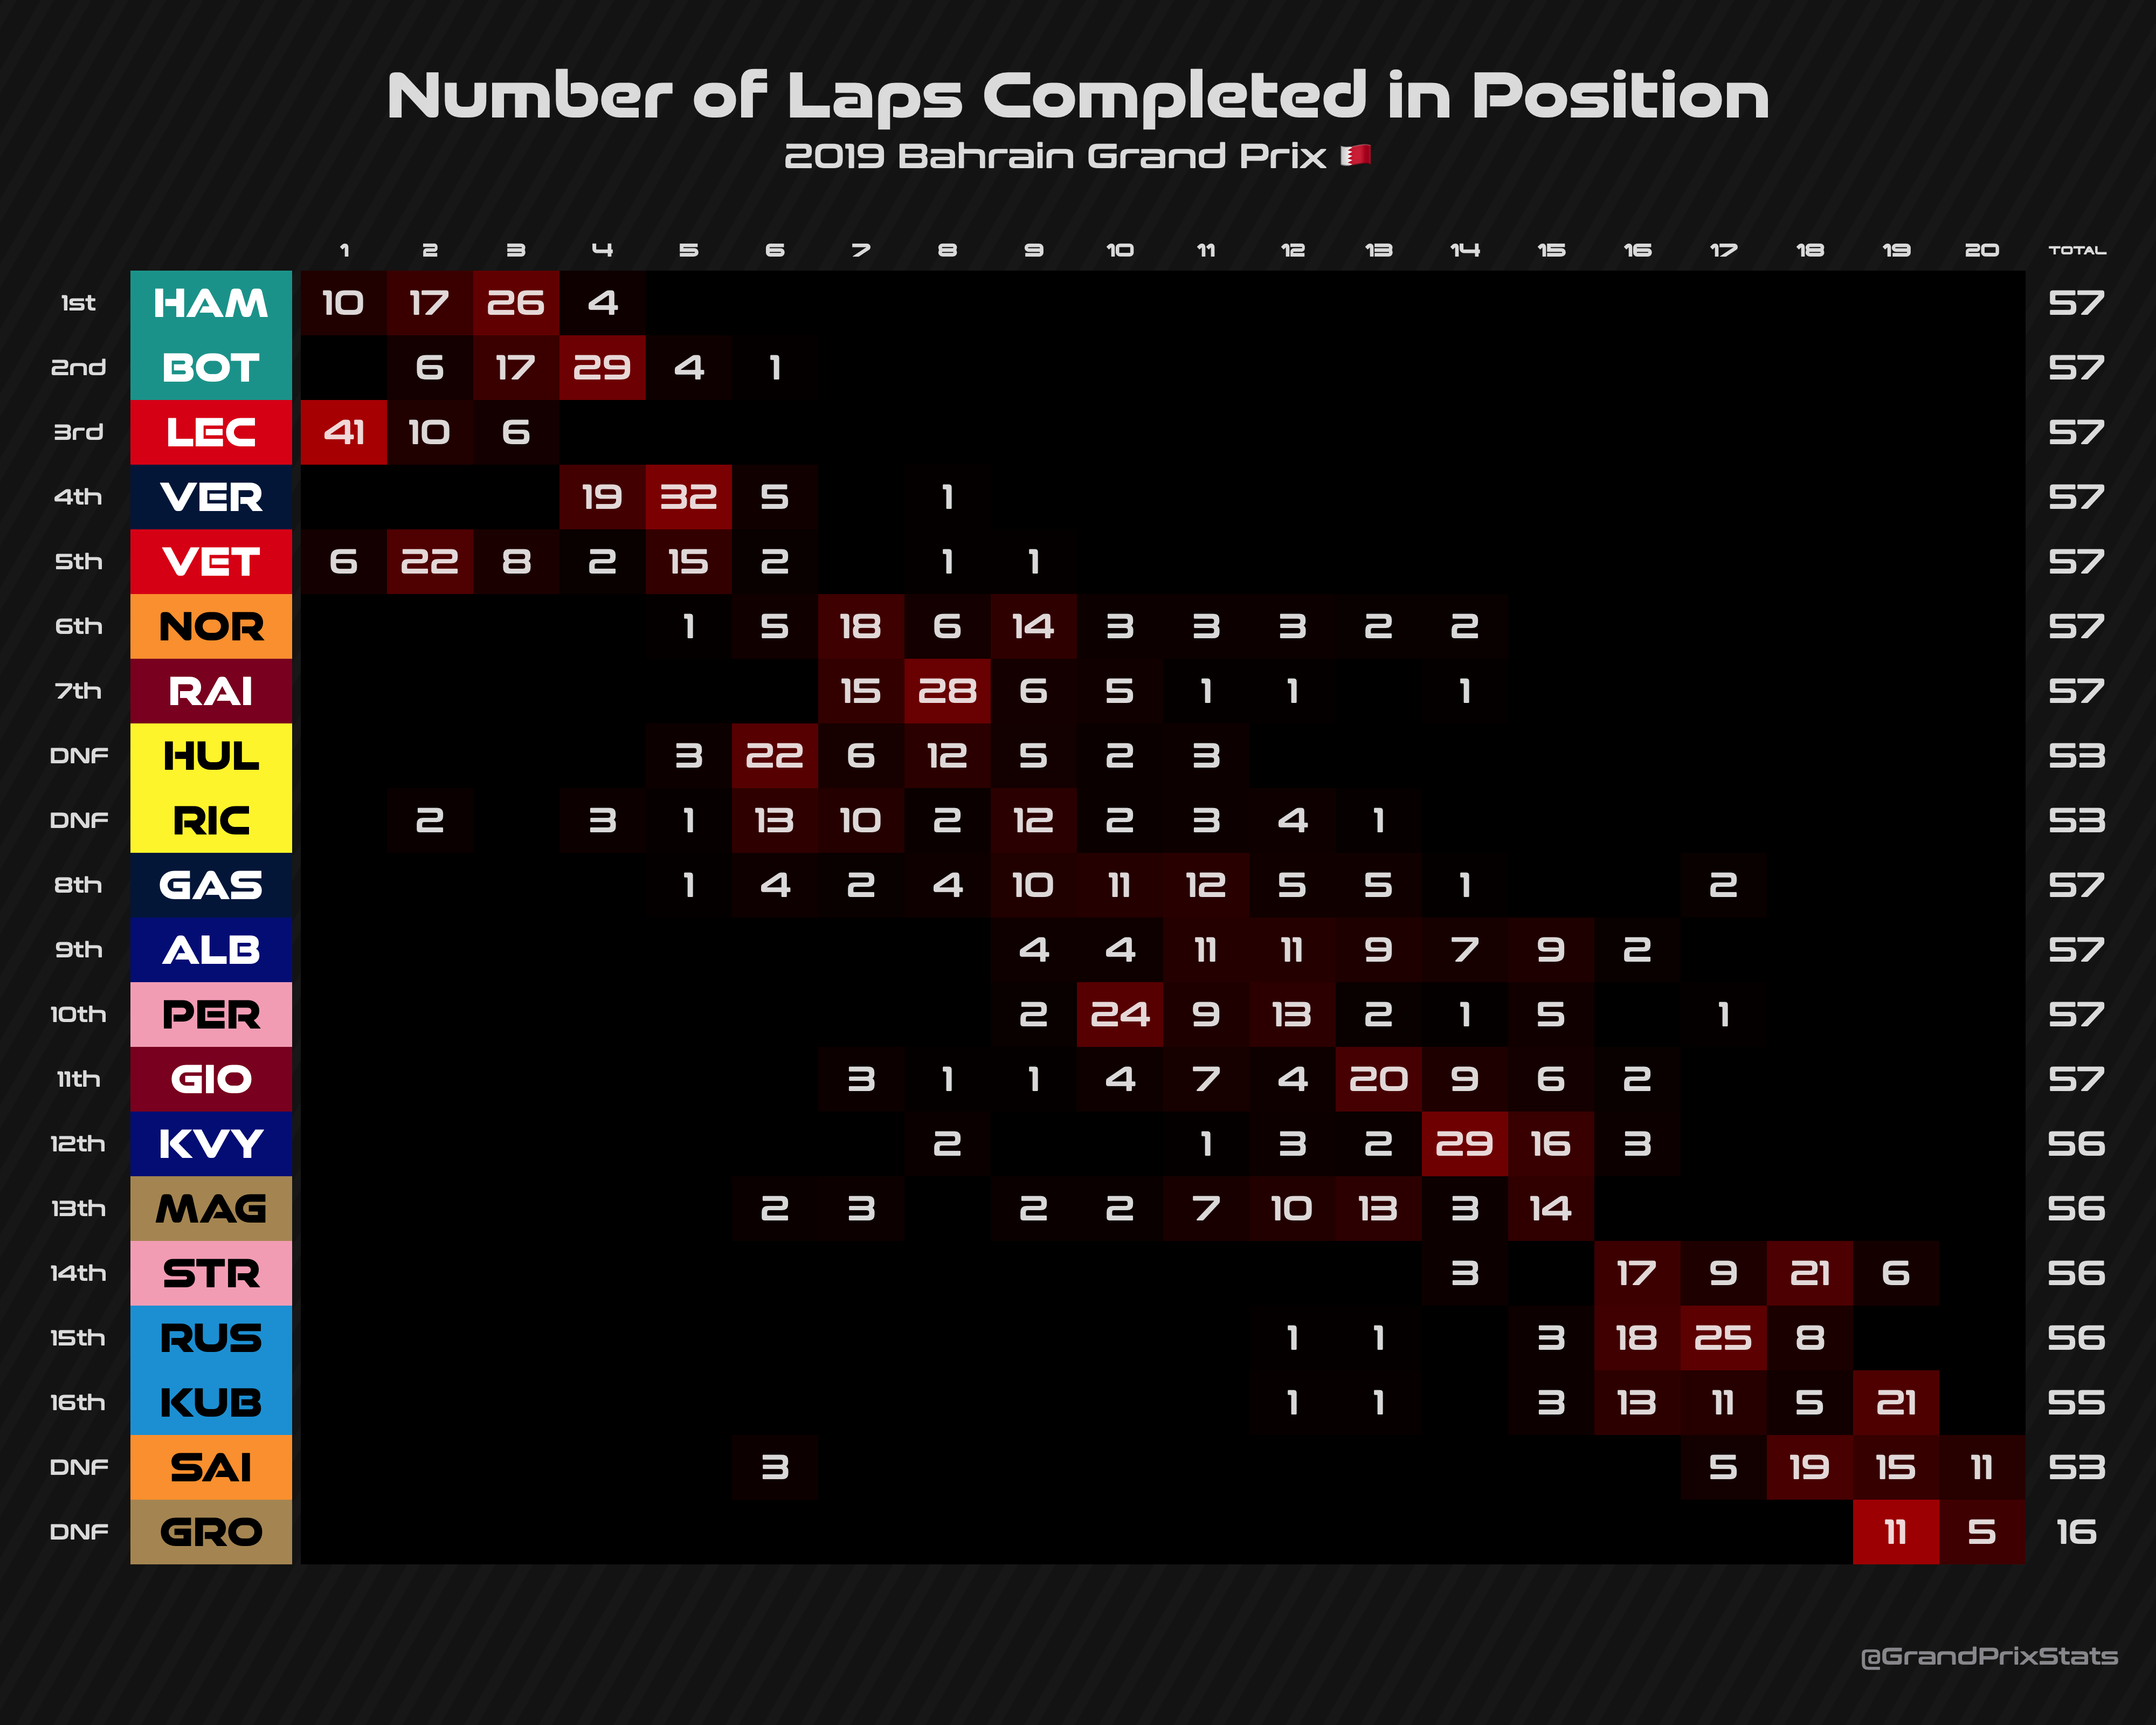 Number of Laps Completed in Position
2019 Bahrain Grand Prix 🇧🇭
1 2 3 4 5 6 7 8 9 10 11 12 13 14 15 16 17 18 19 20 TOTAL
1st HAM 10 17 26 4 57
2nd BOT 6 17 29 4 1 57
3rd LEC 41 10 6 57
4th VER 19 32 5 1 57
5th VET 6 22 8 2 15 2 1 1 57
6th NOR 1 5 18 6 14 3 3 3 2 2 57
7th RAI 15 28 6 5 1 1 1 57
DNF HUL 3 22 6 12 5 2 3 53
DNF RIC 2 3 1 13 10 2 12 2 3 4 1 53
8th GAS 1 4 2 4 10 11 12 5 5 1 2 57
9th ALB 4 4 11 11 9 7 9 2 57
10th PER 2 24 9 13 2 1 5 1 57
11th GIO 3 1 1 4 7 4 20 9 6 2 57
12th KVY 2 1 3 2 29 16 3 56
13th MAG 2 3 2 2 7 10 13 3 14 56
14th STR 3 17 9 21 6 56
15th RUS 1 1 3 18 25 8 56
16th KUB 1 1 3 13 11 5 21 55
DNF SAI 3 5 19 15 11 53
DNF GRO 11 5 16
@GrandPrixStats